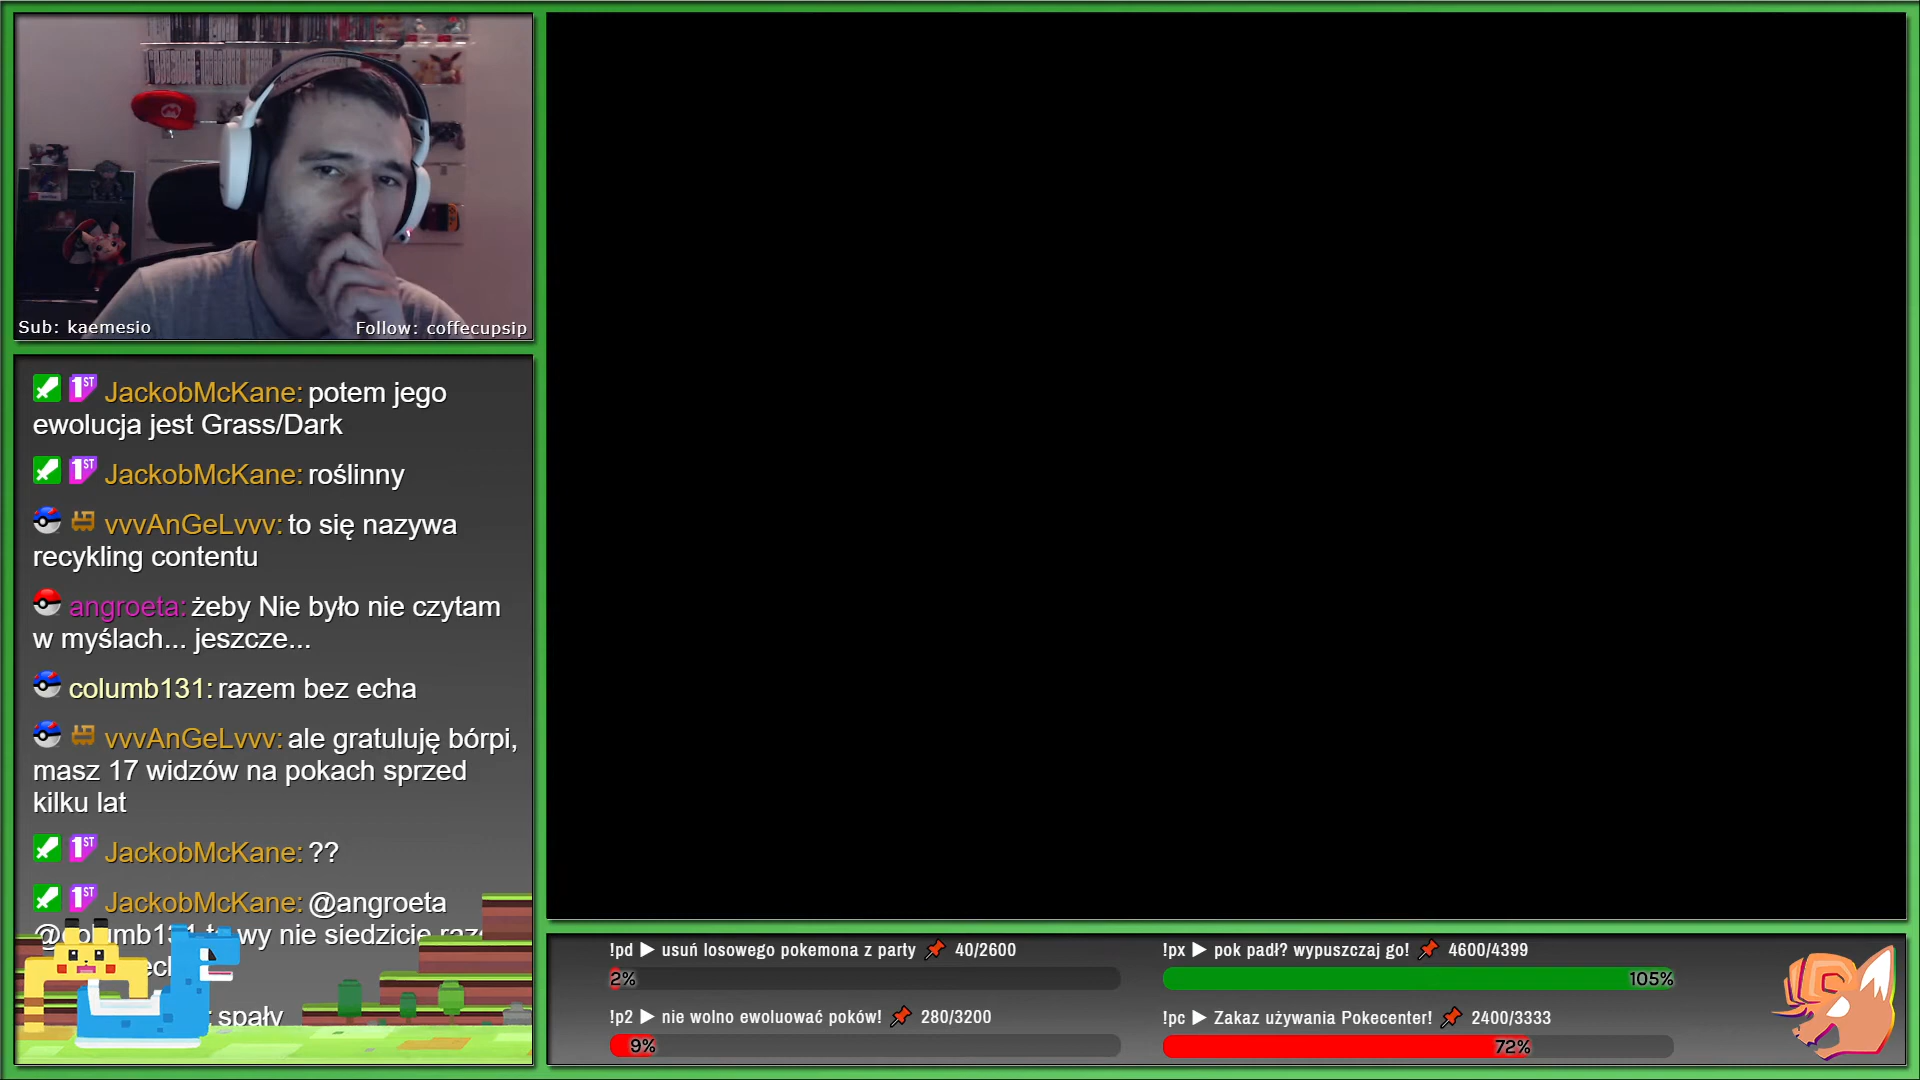 Sub: kaemesio
Follow: coffecupsip
JackobMcKane: potem jego
ewolucja jest Grass/Dark
JackobMcKane: roślinny
vvvAnGeLvvv: to się nazywa
recykling contentu
angroeta: żeby Nie było nie czytam
w myślach... jeszcze...
columb131: razem bez echa
vvvAnGeLvvv: ale gratuluję bórpi,
masz 17 widzów na pokach sprzed
kilku lat
JackobMcKane: ??
JackobMcKane: @angroeta
wy nie siedzicie
spały
!pd ▶ usuń losowego pokemona z party 📌 40/2600
2%
!p2 ▶ nie wolno ewoluować poków! 📌 280/3200
9%
!px ▶ pok padł? wypuszczaj go! 📌 4600/4399
105%
!pc ▶ Zakaz używania Pokecenter! 📌 2400/3333
72%